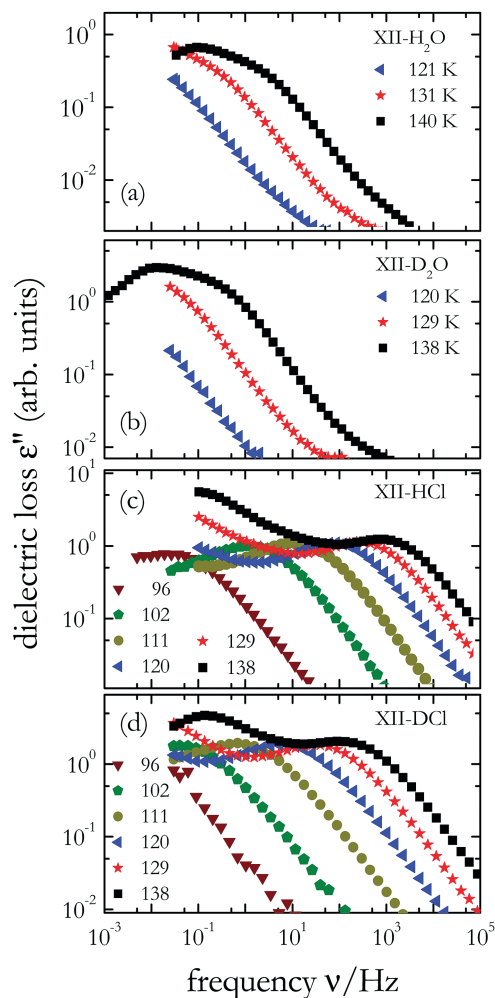 dielectric loss ε" (arb. units)
10⁰
10⁻¹
10⁻²
XII-H₂O
121 K
131 K
140 K
(a)
10⁰
10⁻¹
10⁻²
XII-D₂O
120 K
129 K
138 K
(b)
10¹
10⁰
10⁻¹
(c)
XII-HCl
96
102
111
120
129
138
10⁰
10⁻¹
10⁻²
(d)
XII-DCl
96
102
111
120
129
138
10⁻³ 10⁻¹ 10¹ 10³ 10⁵
frequency ν/Hz